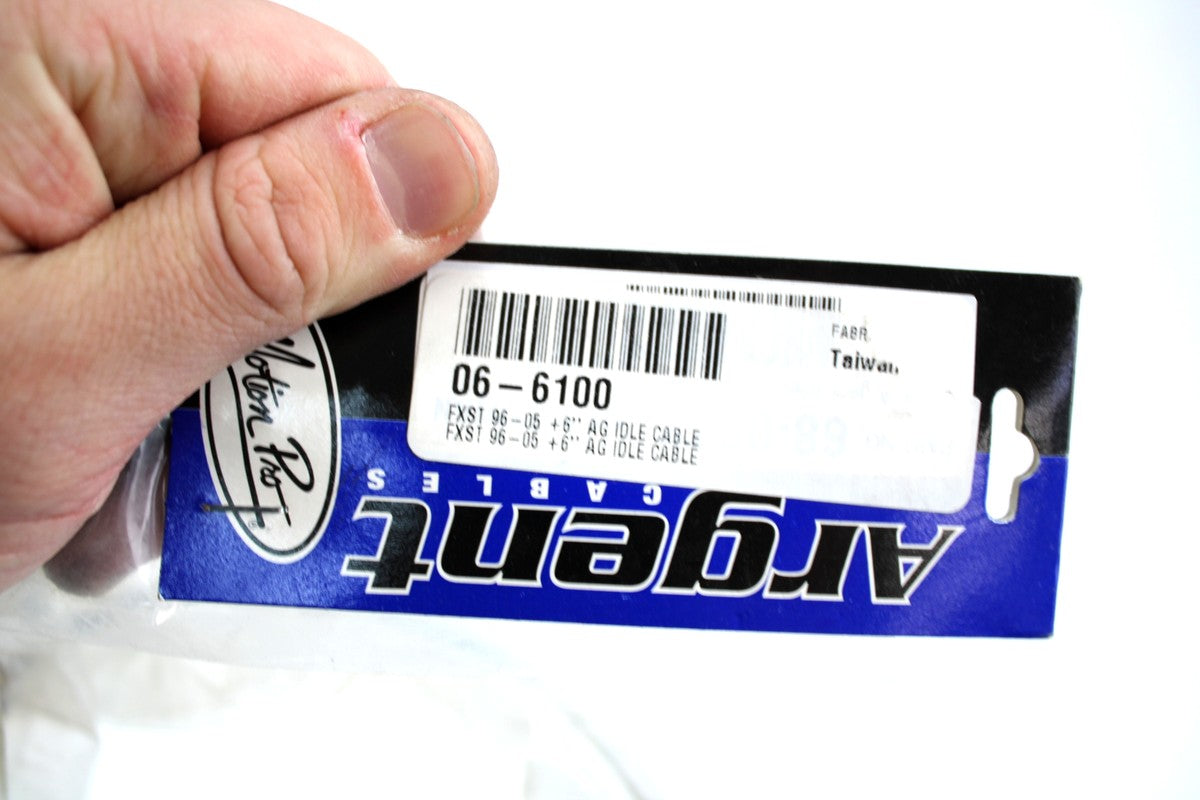 FABR
Taiwan
06-6100
FXST 96-05 +6'' AG IDLE CABLE
FXST 96-05 +6'' AG IDLE CABLE
Motion Pro
®
Argent
CABLES